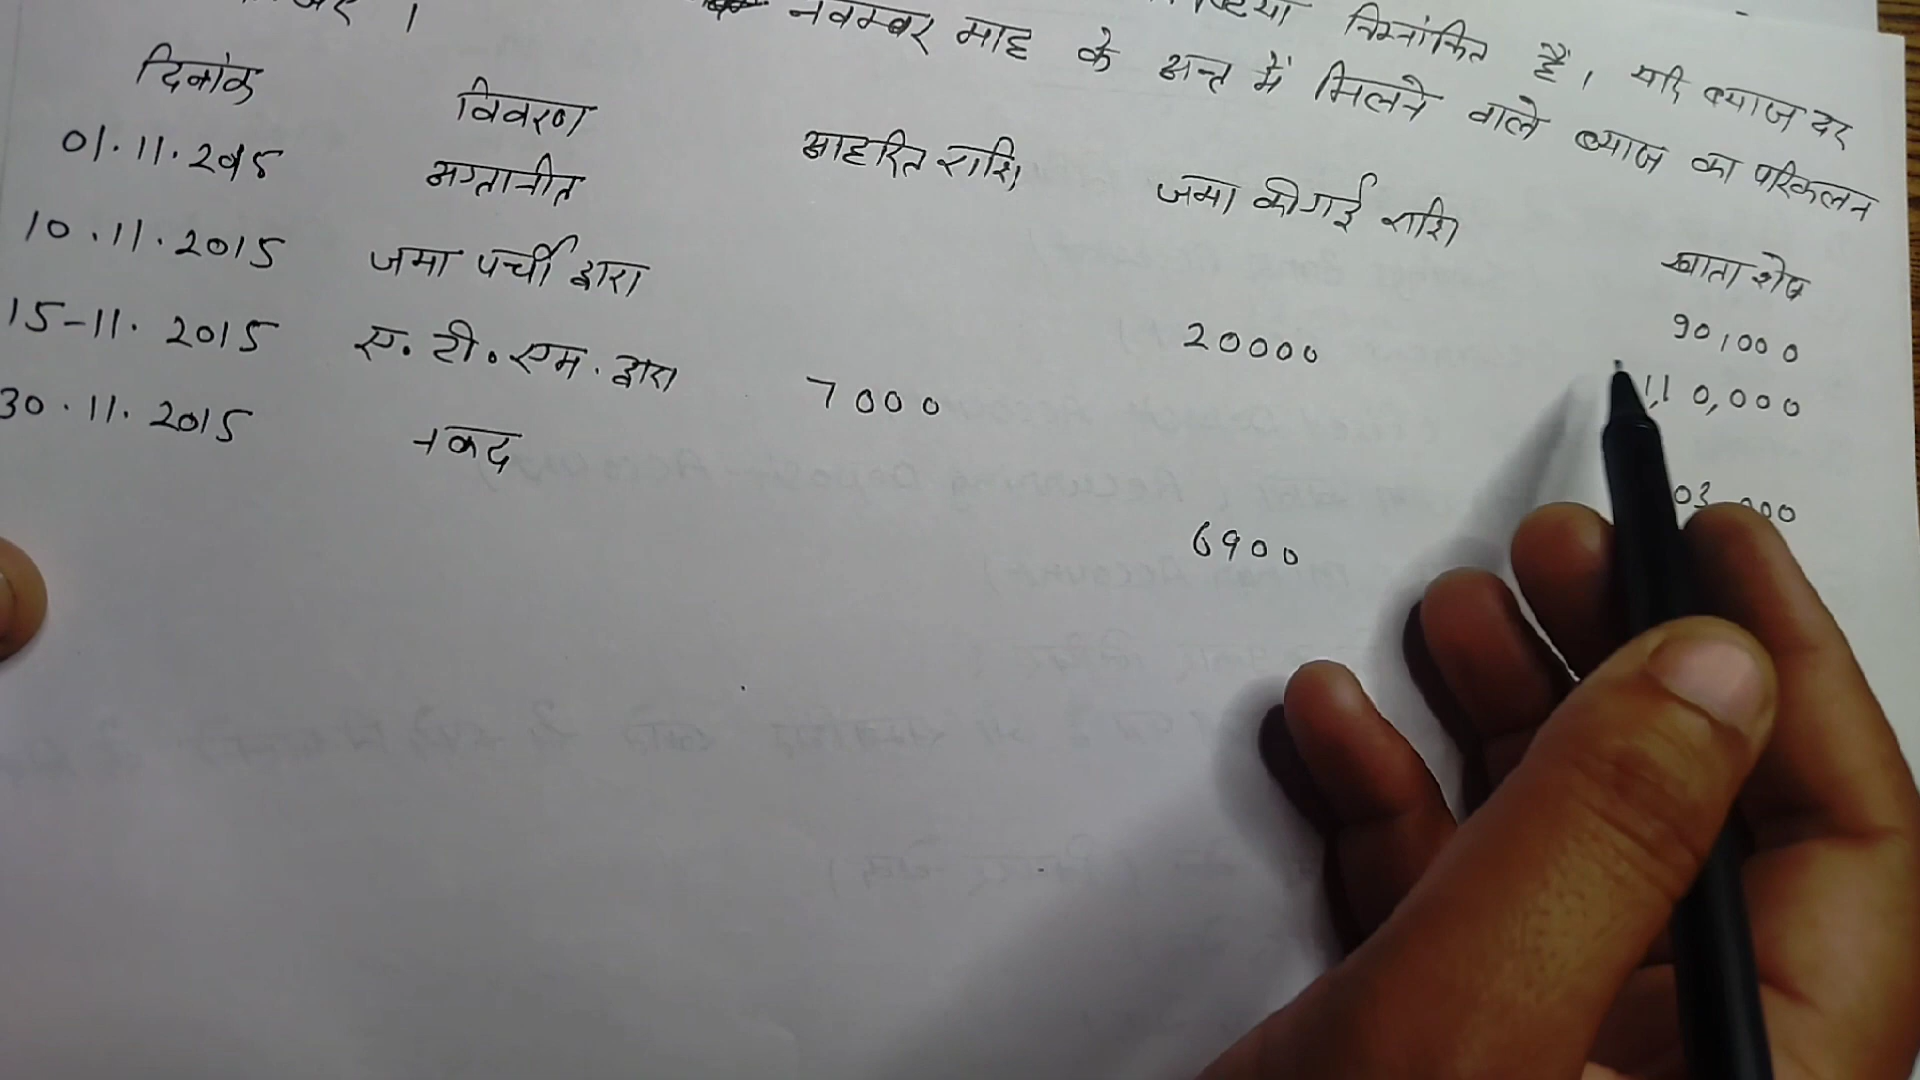 निम्नांकित हैं। यदि ब्याज दर
नवम्बर माह के अन्त में मिलने वाले ब्याज का परिकलन
दिनांक विवरण आहरित राशि जमा की गई राशि खाता शेष
01.11.2015 अग्रानीत 90,000
10.11.2015 जमा पर्ची द्वारा 20000 1,10,000
15-11.2015 ए.टी.एम. द्वारा 7000
30.11.2015 नकद 6900